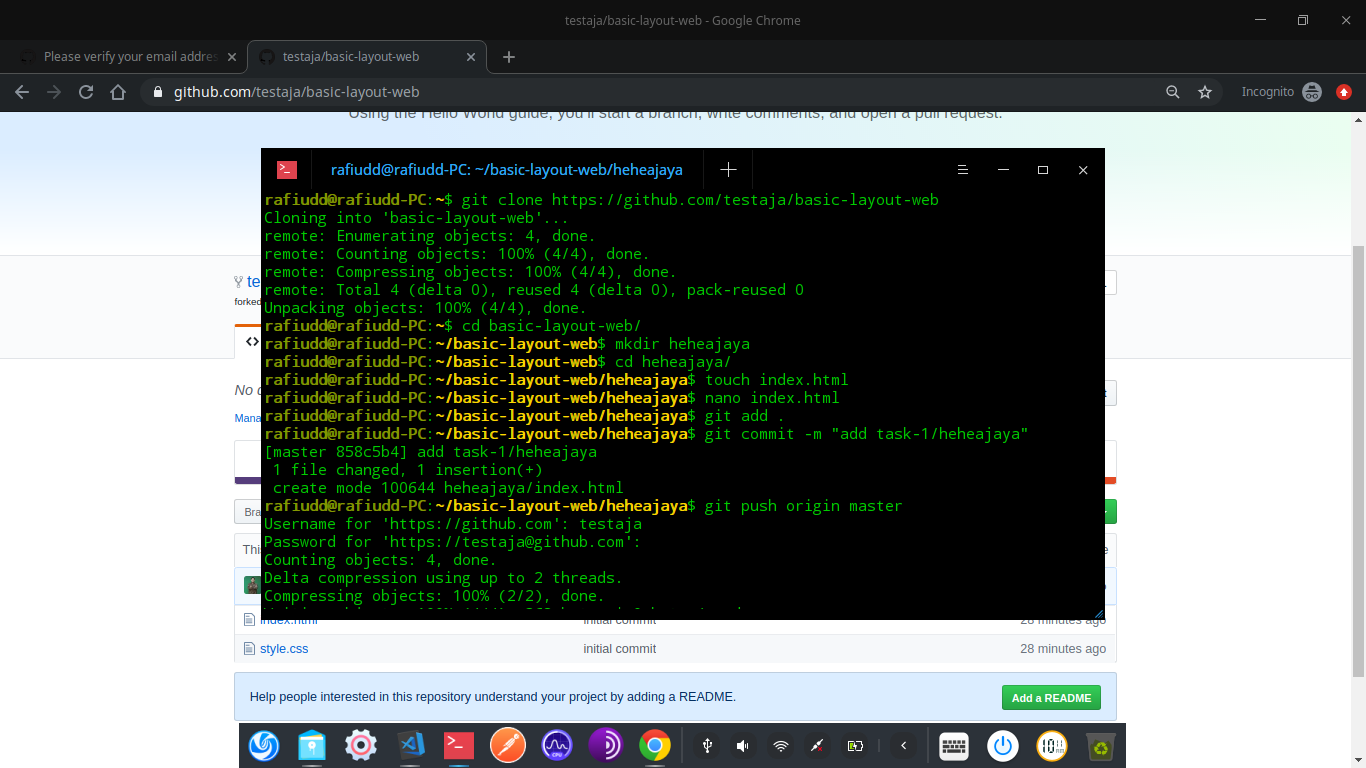 testaja/basic-layout-web - Google Chrome
Please verify your email addres
testaja/basic-layout-web
github.com/testaja/basic-layout-web
Incognito
Using the Hello World guide, you'll start a branch, write comments, and open a pull request.
rafiudd@rafiudd-PC: ~/basic-layout-web/heheajaya
rafiudd@rafiudd-PC:~$ git clone https://github.com/testaja/basic-layout-web
Cloning into 'basic-layout-web'...
remote: Enumerating objects: 4, done.
remote: Counting objects: 100% (4/4), done.
remote: Compressing objects: 100% (4/4), done.
remote: Total 4 (delta 0), reused 4 (delta 0), pack-reused 0
Unpacking objects: 100% (4/4), done.
rafiudd@rafiudd-PC:~$ cd basic-layout-web/
rafiudd@rafiudd-PC:~/basic-layout-web$ mkdir heheajaya
rafiudd@rafiudd-PC:~/basic-layout-web$ cd heheajaya/
rafiudd@rafiudd-PC:~/basic-layout-web/heheajaya$ touch index.html
rafiudd@rafiudd-PC:~/basic-layout-web/heheajaya$ nano index.html
rafiudd@rafiudd-PC:~/basic-layout-web/heheajaya$ git add .
rafiudd@rafiudd-PC:~/basic-layout-web/heheajaya$ git commit -m "add task-1/heheajaya"
[master 858c5b4] add task-1/heheajaya
1 file changed, 1 insertion(+)
create mode 100644 heheajaya/index.html
rafiudd@rafiudd-PC:~/basic-layout-web/heheajaya$ git push origin master
Username for 'https://github.com': testaja
Password for 'https://testaja@github.com':
Counting objects: 4, done.
Delta compression using up to 2 threads.
Compressing objects: 100% (2/2), done.
te
forked
<>
No d
Mana
Bra
This
index.html initial commit 28 minutes ago
style.css initial commit 28 minutes ago
Help people interested in this repository understand your project by adding a README.
Add a README
CPU
10